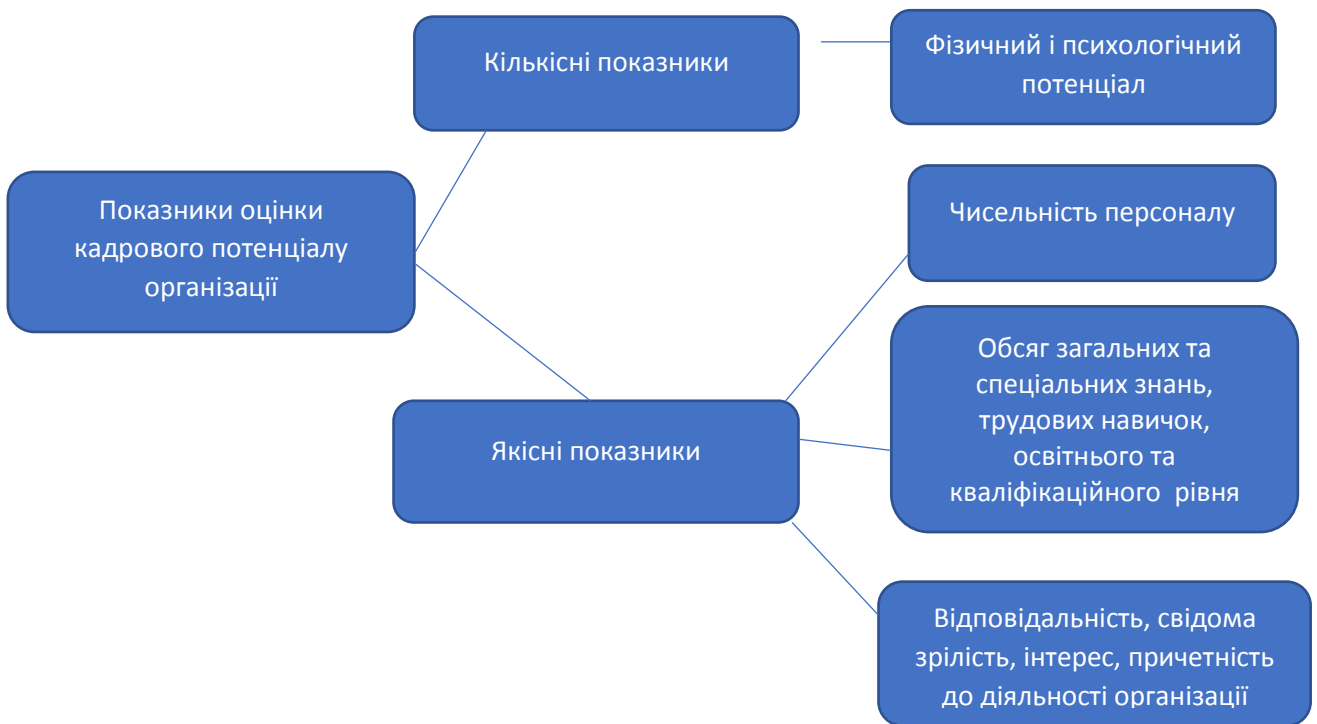 Кількісні показники
Фізичний і психологічний
потенціал
Показники оцінки
кадрового потенціалу
організації
Чисельність персоналу
Якісні показники
Обсяг загальних та
спеціальних знань,
трудових навичок,
освітнього та
кваліфікаційного рівня
Відповідальність, свідома
зрілість, інтерес, причетність
до діяльності організації